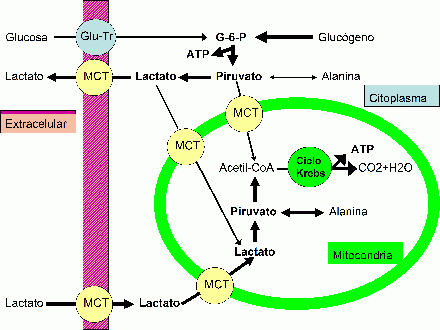 Glucosa Glu-Tr G-6-P Glucógeno
ATP
Lactato MCT Lactato Piruvato Alanina
Citoplasma
MCT
Extracelular
MCT
ATP
Acetil-CoA Ciclo Krebs CO2+H2O
Piruvato Alanina
Lactato
Mitocondria
MCT
Lactato MCT Lactato